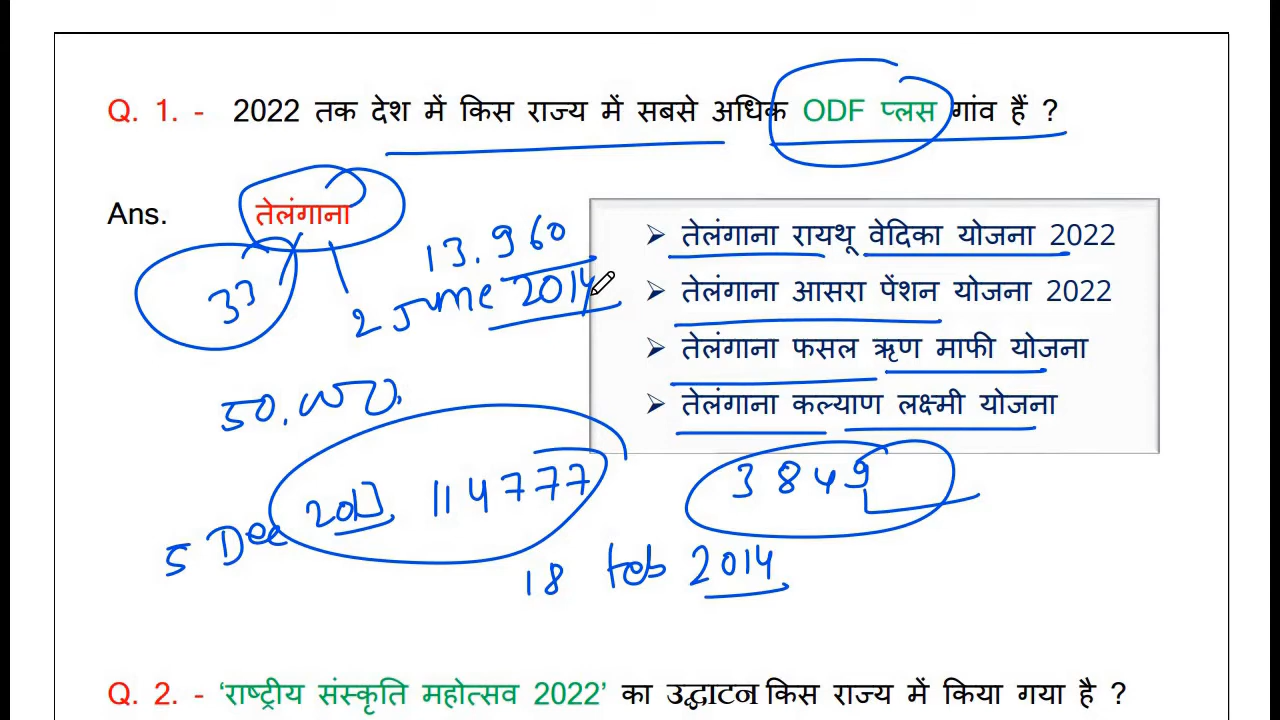 Q. 1. - 2022 तक देश में किस राज्य में सबसे अधिक ODF प्लस गांव हैं ?
Ans. तेलंगाना
33
13.960
2 June 2014
➤ तेलंगाना रायथू वेदिका योजना 2022
➤ तेलंगाना आसरा पेंशन योजना 2022
➤ तेलंगाना फसल ऋण माफी योजना
➤ तेलंगाना कल्याण लक्ष्मी योजना
5 Dec 2013
114777
3849
18 feb 2014
Q. 2. - ‘राष्ट्रीय संस्कृति महोत्सव 2022’ का उद्घाटन किस राज्य में किया गया है ?